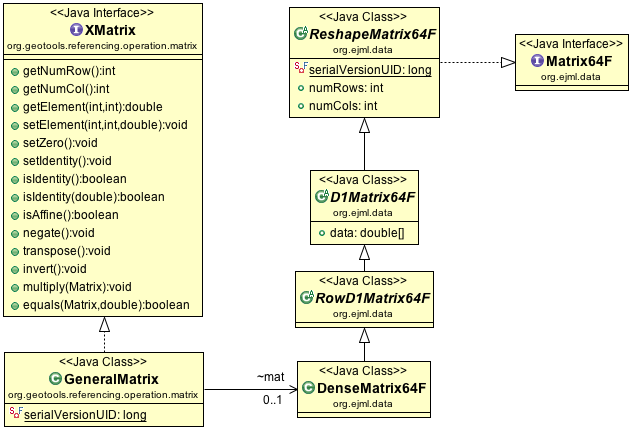 <<Java Interface>>
XMatrix
org.geotools.referencing.operation.matrix
getNumRow():int
getNumCol():int
getElement(int,int):double
setElement(int,int,double):void
setZero():void
setIdentity():void
isIdentity():boolean
isIdentity(double):boolean
isAffine():boolean
negate():void
transpose():void
invert():void
multiply(Matrix):void
equals(Matrix,double):boolean
<<Java Class>>
GeneralMatrix
org.geotools.referencing.operation.matrix
serialVersionUID: long
~mat
0..1
<<Java Class>>
ReshapeMatrix64F
org.ejml.data
serialVersionUID: long
numRows: int
numCols: int
<<Java Class>>
D1Matrix64F
org.ejml.data
data: double[]
<<Java Class>>
RowD1Matrix64F
org.ejml.data
<<Java Class>>
DenseMatrix64F
org.ejml.data
<<Java Interface>>
Matrix64F
org.ejml.data